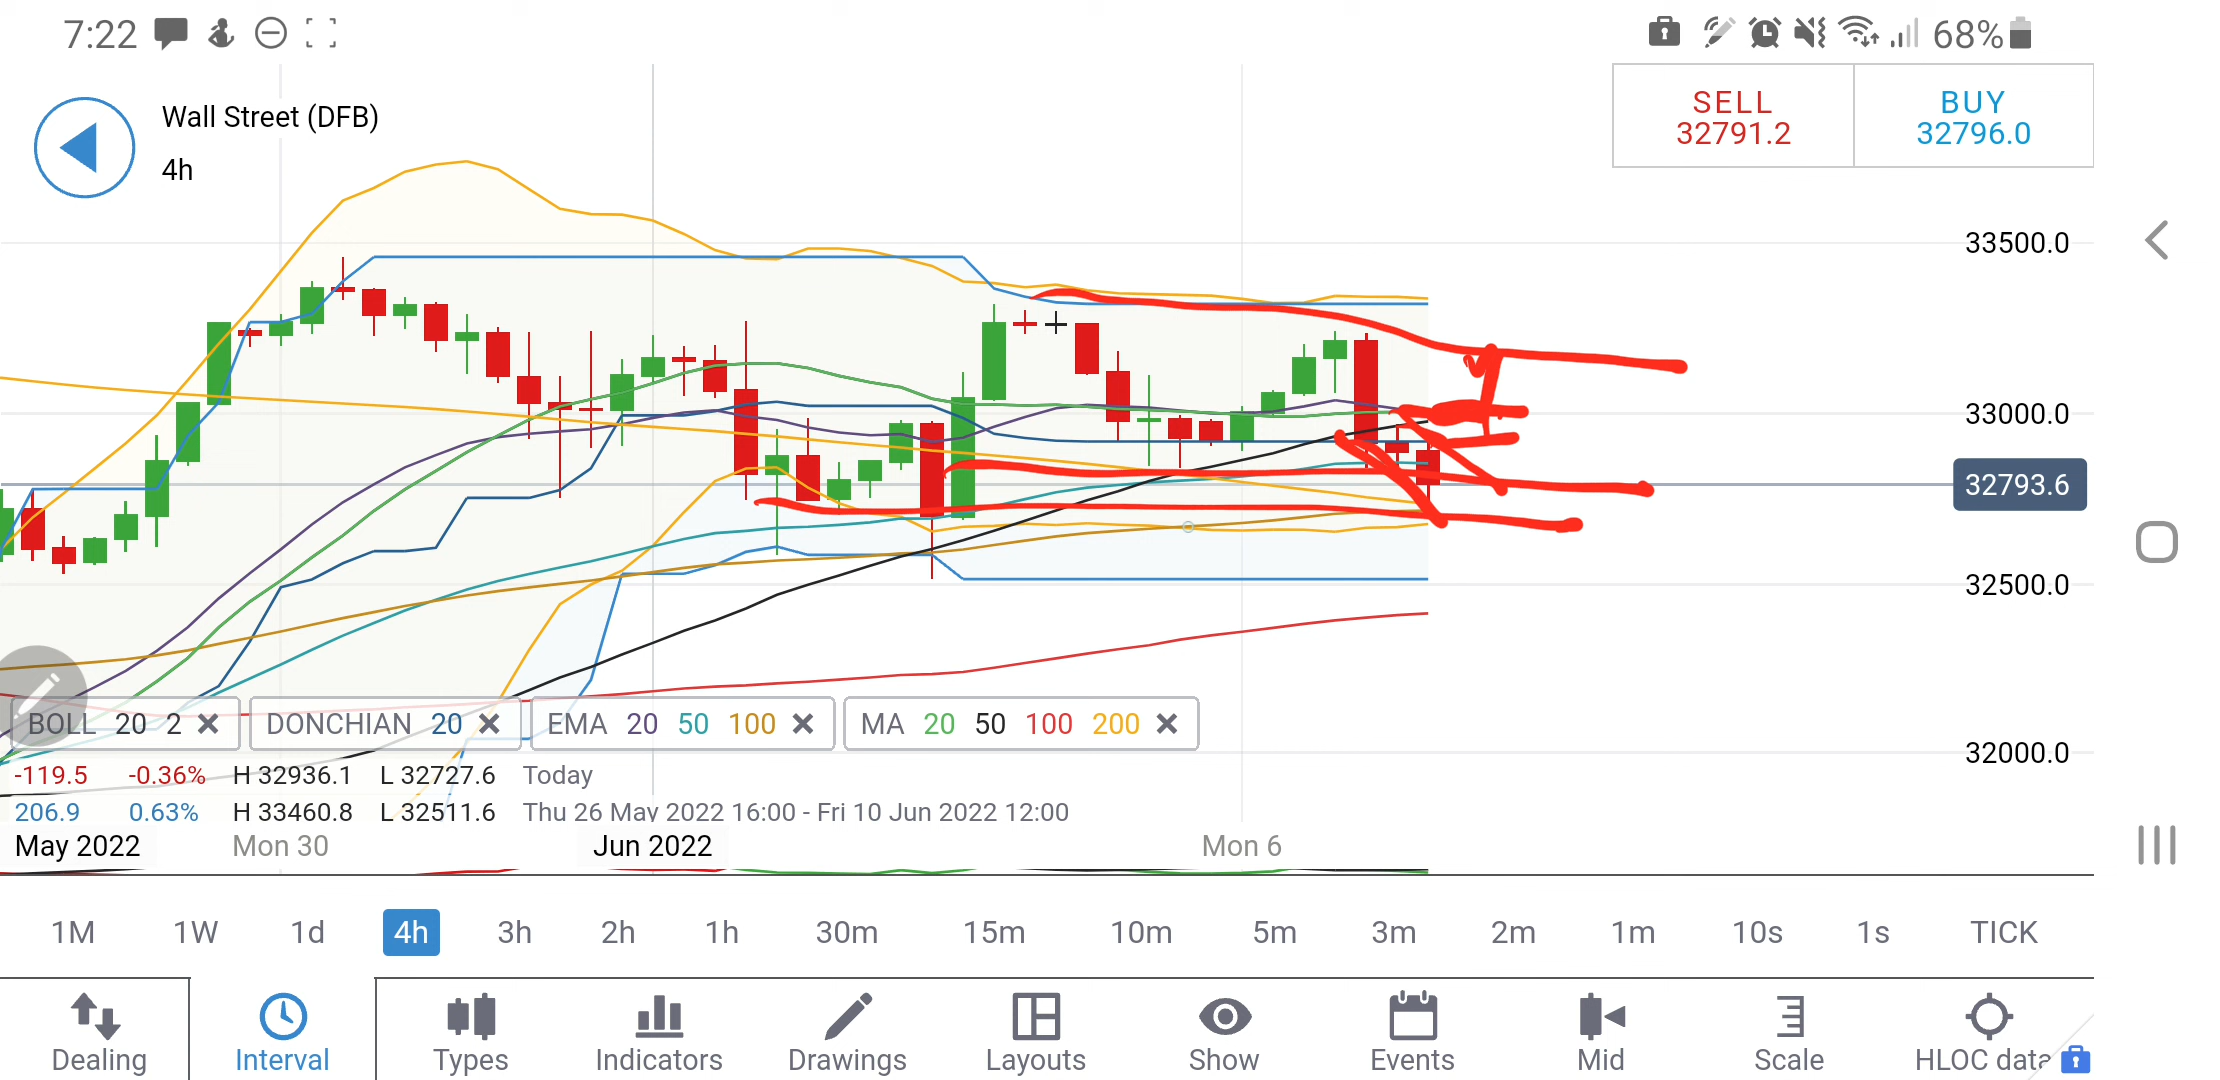 7:22 68%
Wall Street (DFB)
4h
SELL BUY
32791.2 32796.0
33500.0
33000.0
32793.6
32500.0
32000.0
BOLL 20 2 DONCHIAN 20 EMA 20 50 100 MA 20 50 100 200
-119.5 -0.36% H 32936.1 L 32727.6 Today
206.9 0.63% H 33460.8 L 32511.6 Thu 26 May 2022 16:00 - Fri 10 Jun 2022 12:00
May 2022 Mon 30 Jun 2022 Mon 6
1M 1W 1d 4h 3h 2h 1h 30m 15m 10m 5m 3m 2m 1m 10s 1s TICK
Dealing Interval Types Indicators Drawings Layouts Show Events Mid Scale HLOC data